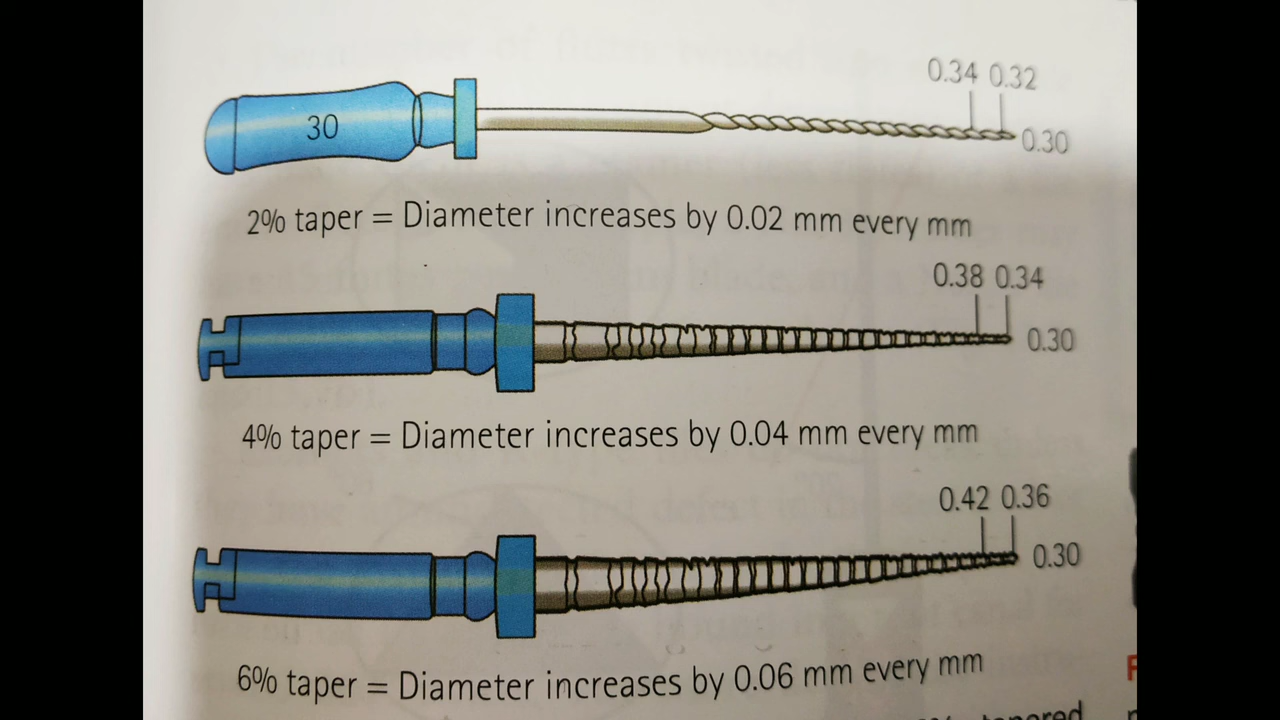 0.34 0.32
30
0.30
2% taper = Diameter increases by 0.02 mm every mm
0.38 0.34
0.30
4% taper = Diameter increases by 0.04 mm every mm
0.42 0.36
0.30
6% taper = Diameter increases by 0.06 mm every mm
tapered